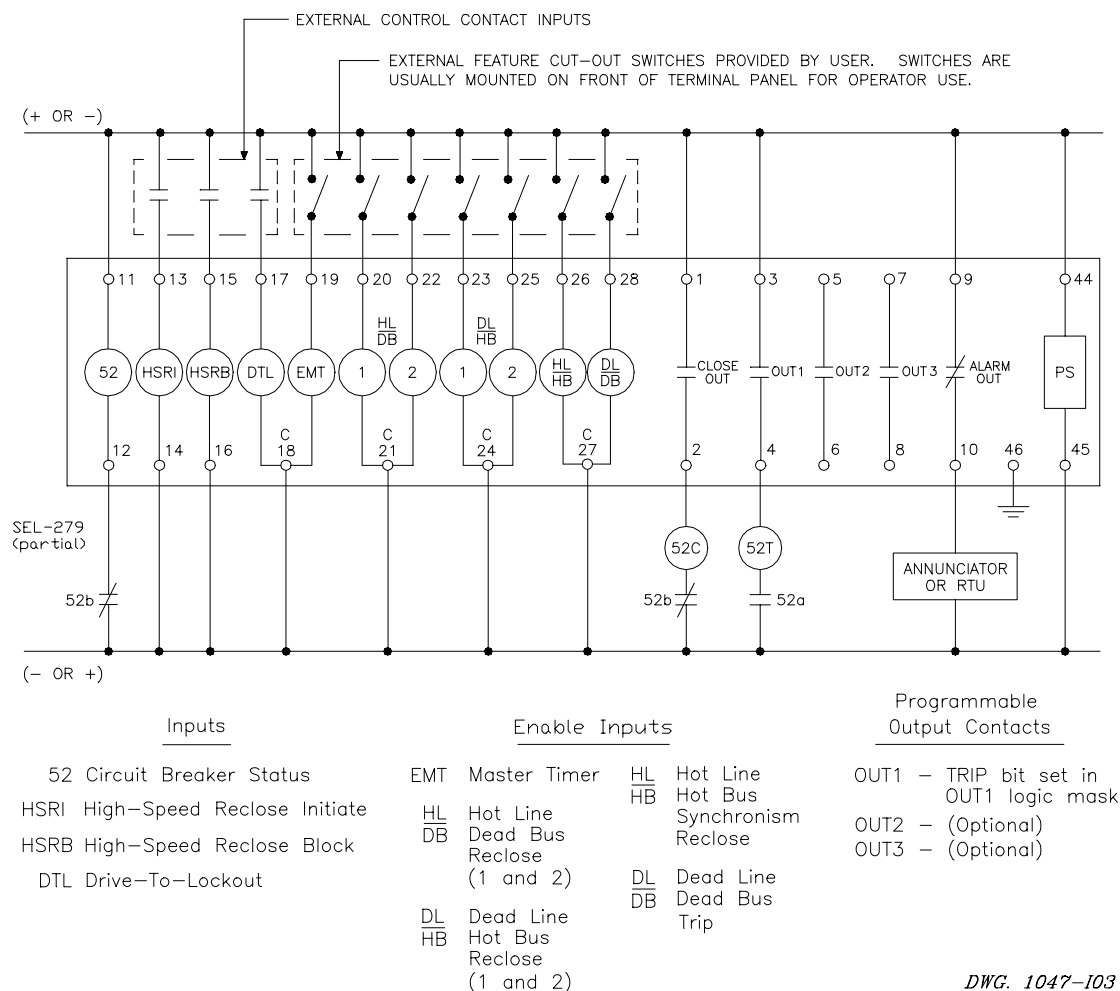 EXTERNAL CONTROL CONTACT INPUTS
EXTERNAL FEATURE CUT-OUT SWITCHES PROVIDED BY USER. SWITCHES ARE
USUALLY MOUNTED ON FRONT OF TERMINAL PANEL FOR OPERATOR USE.
(+ OR -)
11 13 15 17 19 20 22 23 25 26 28 1 3 5 7 9 44
HL
DB
DL
HB
52 HSRI HSRB DTL EMT 1 2 1 2
HL
HB
DL
DB
CLOSE
OUT
OUT1
OUT2
OUT3
ALARM
OUT
PS
C C C C
12 14 16 18 21 24 27 2 4 6 8 10 46 45
SEL-279
(partial)
52C 52T
ANNUNCIATOR
OR RTU
52b 52b 52a
(- OR +)
Inputs
52 Circuit Breaker Status
HSRI High-Speed Reclose Initiate
HSRB High-Speed Reclose Block
DTL Drive-To-Lockout
Enable Inputs
EMT Master Timer
HL Hot Line
DB Dead Bus
Reclose
(1 and 2)
DL Dead Line
HB Hot Bus
Reclose
(1 and 2)
HL Hot Line
HB Hot Bus
Synchronism
Reclose
DL Dead Line
DB Dead Bus
Trip
Programmable
Output Contacts
OUT1 - TRIP bit set in
OUT1 logic mask
OUT2 - (Optional)
OUT3 - (Optional)
DWG. 1047-I03